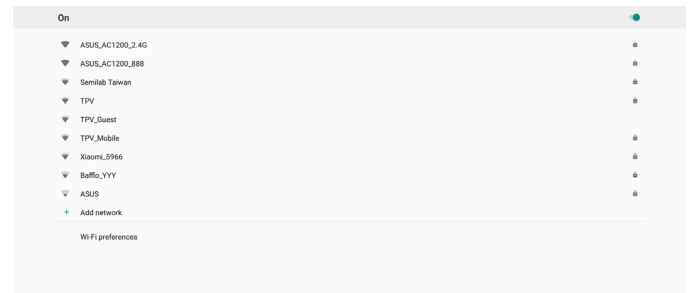 On
ASUS_AC1200_2.4G
ASUS_AC1200_888
Semilab Taiwan
TPV
TPV_Guest
TPV_Mobile
Xiaomi_5966
Bafflo_YYY
ASUS
+ Add network
Wi-Fi preferences